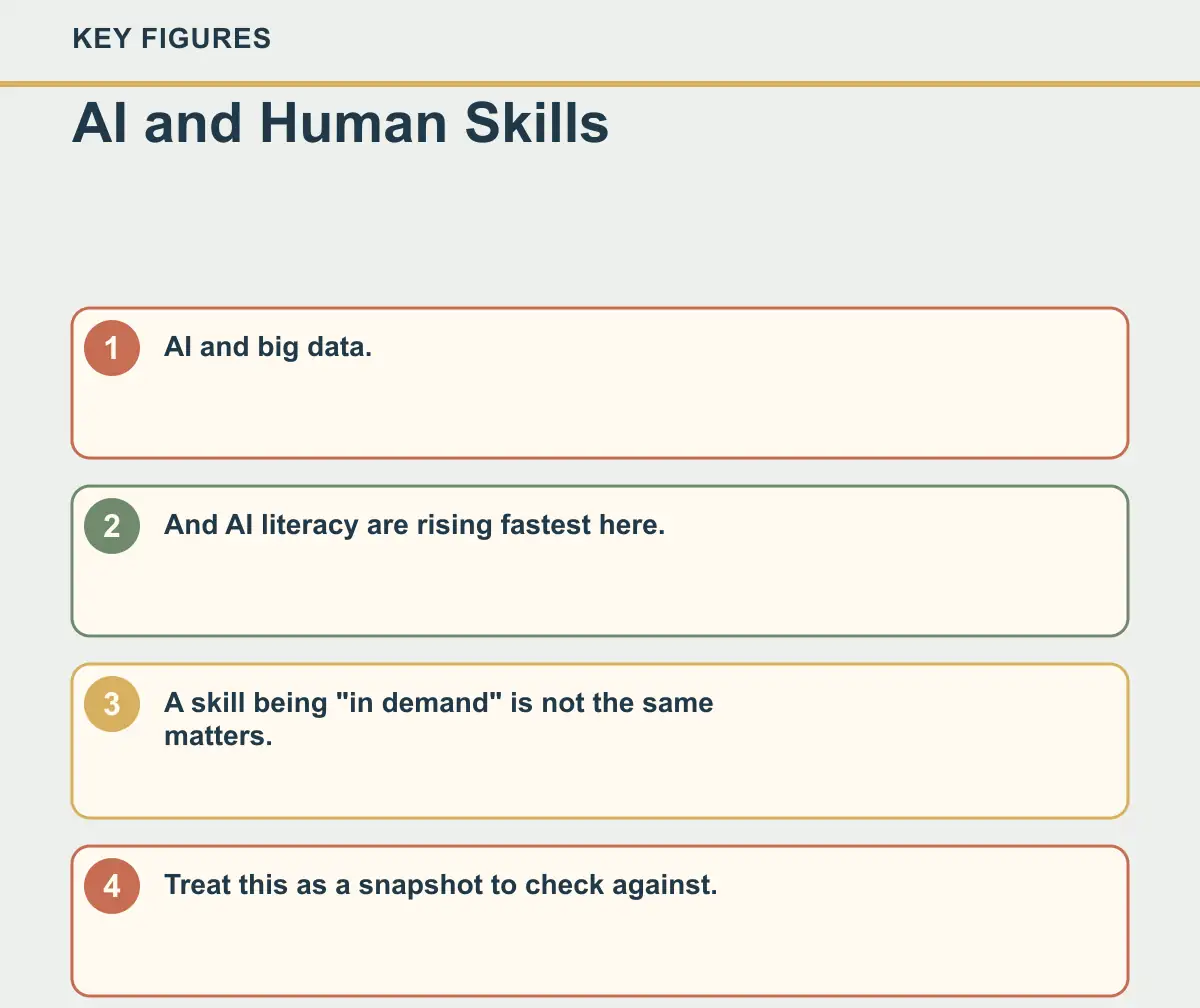 KEY FIGURES
AI and Human Skills
1
AI and big data.
2
And AI literacy are rising fastest here.
3
A skill being "in demand" is not the same
matters.
4
Treat this as a snapshot to check against.